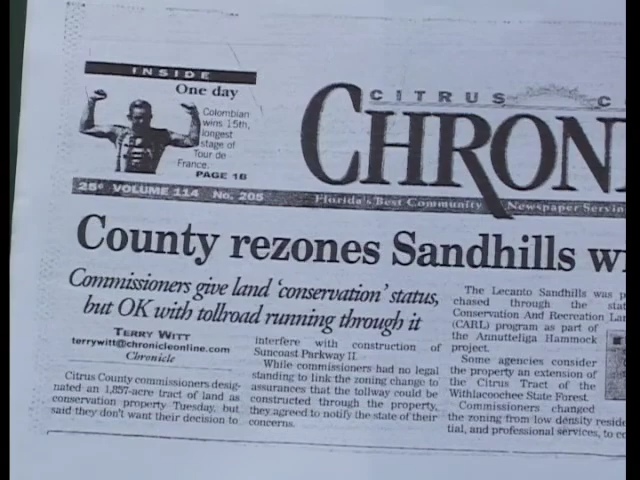 INSIDE
One day
Colombian
wins 15th,
longest
stage of
Tour de
France.
PAGE 1B
CITRUS C
CHRON
25¢ VOLUME 114 No. 205
Florida's Best Community Newspaper Servin
County rezones Sandhills w
Commissioners give land 'conservation' status,
but OK with tollroad running through it
TERRY WITT
terrywitt@chronicleonline.com
Chronicle
Citrus County commissioners desig-
nated an 1,857-acre tract of land as
conservation property Tuesday, but
said they don't want their decision to
interfere with construction of
Suncoast Parkway II.
While commissioners had no legal
standing to link the zoning change to
assurances that the tollway could be
constructed through the property,
they agreed to notify the state of their
concerns.
The Lecanto Sandhills was p
chased through the stat
Conservation And Recreation Lan
(CARL) program as part of
the Annutteliga Hammock
project.
Some agencies consider
the property an extension of
the Citrus Tract of the
Withlacoochee State Forest.
Commissioners changed
the zoning from low density reside
tial, and professional services, to co